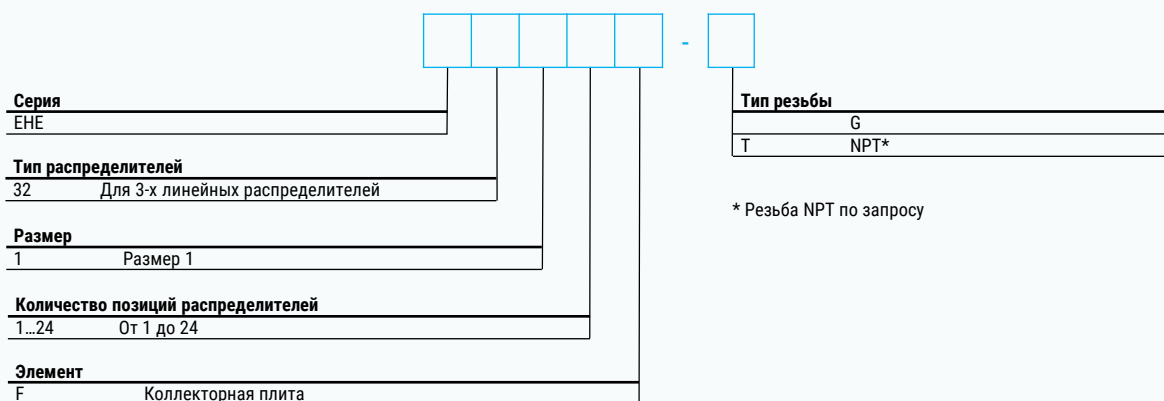 -
Серия
EHE
Тип распределителей
32 Для 3-х линейных распределителей
Размер
1 Размер 1
Количество позиций распределителей
1…24 От 1 до 24
Элемент
F Коллекторная плита
Тип резьбы
G
T NPT*
* Резьба NPT по запросу